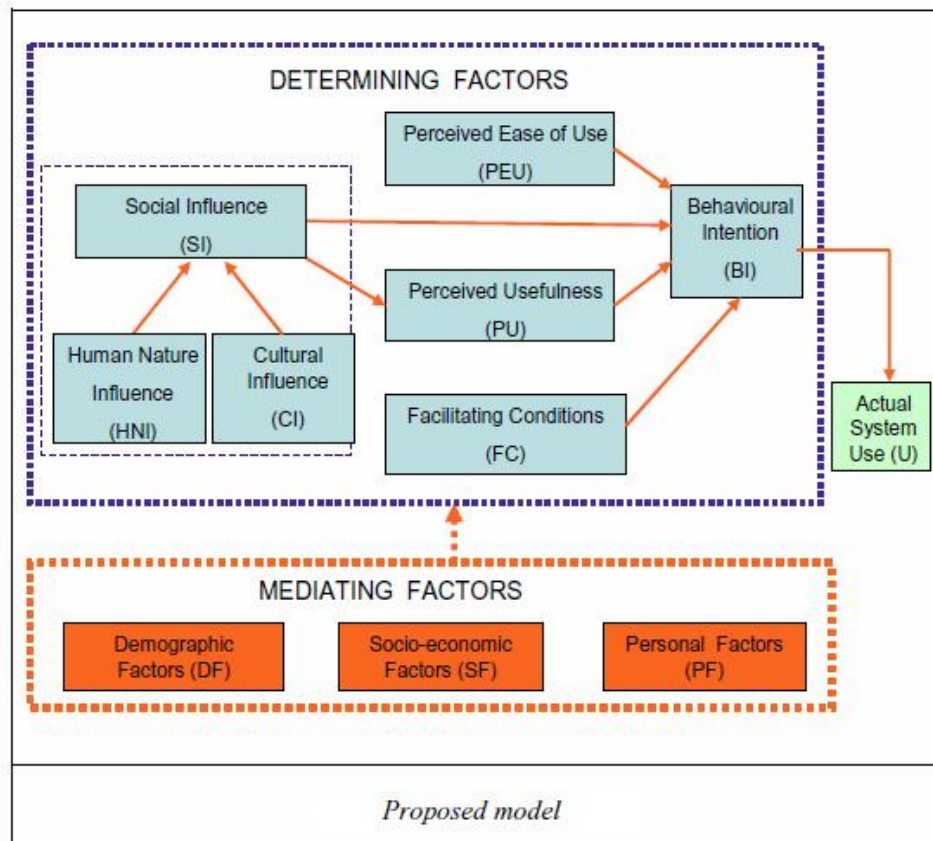 DETERMINING FACTORS
Perceived Ease of Use
(PEU)
Social Influence
(SI)
Behavioural
Intention
(BI)
Perceived Usefulness
(PU)
Human Nature
Influence
(HNI)
Cultural
Influence
(CI)
Facilitating Conditions
(FC)
Actual
System
Use (U)
MEDIATING FACTORS
Demographic
Factors (DF)
Socio-economic
Factors (SF)
Personal Factors
(PF)
Proposed model